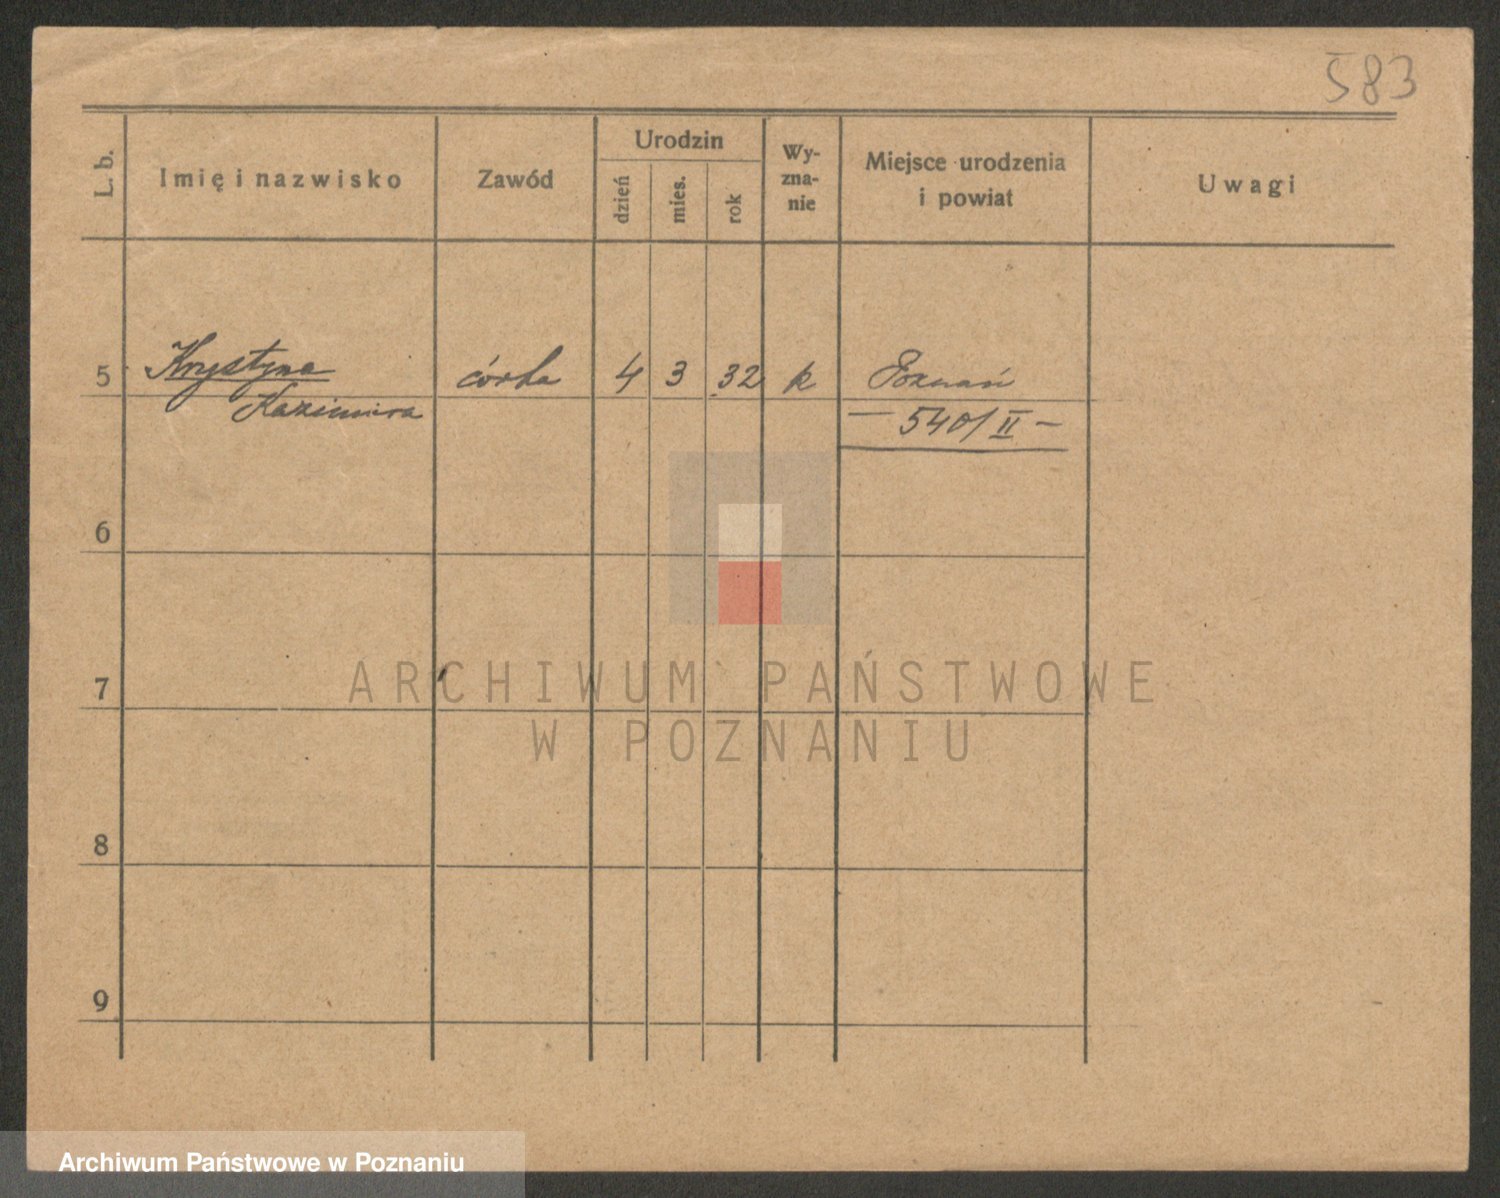 583
L. b.
Imię i nazwisko
Zawód
Urodzin
dzień
mies.
rok
Wy-
zna-
nie
Miejsce urodzenia
i powiat
Uwagi
5 Krystyna córka 4 3 32 k Poznań
Kazimira — 540/II —
6
7
8
9
ARCHIWUM PAŃSTWOWE
W POZNANIU
Archiwum Państwowe w Poznaniu